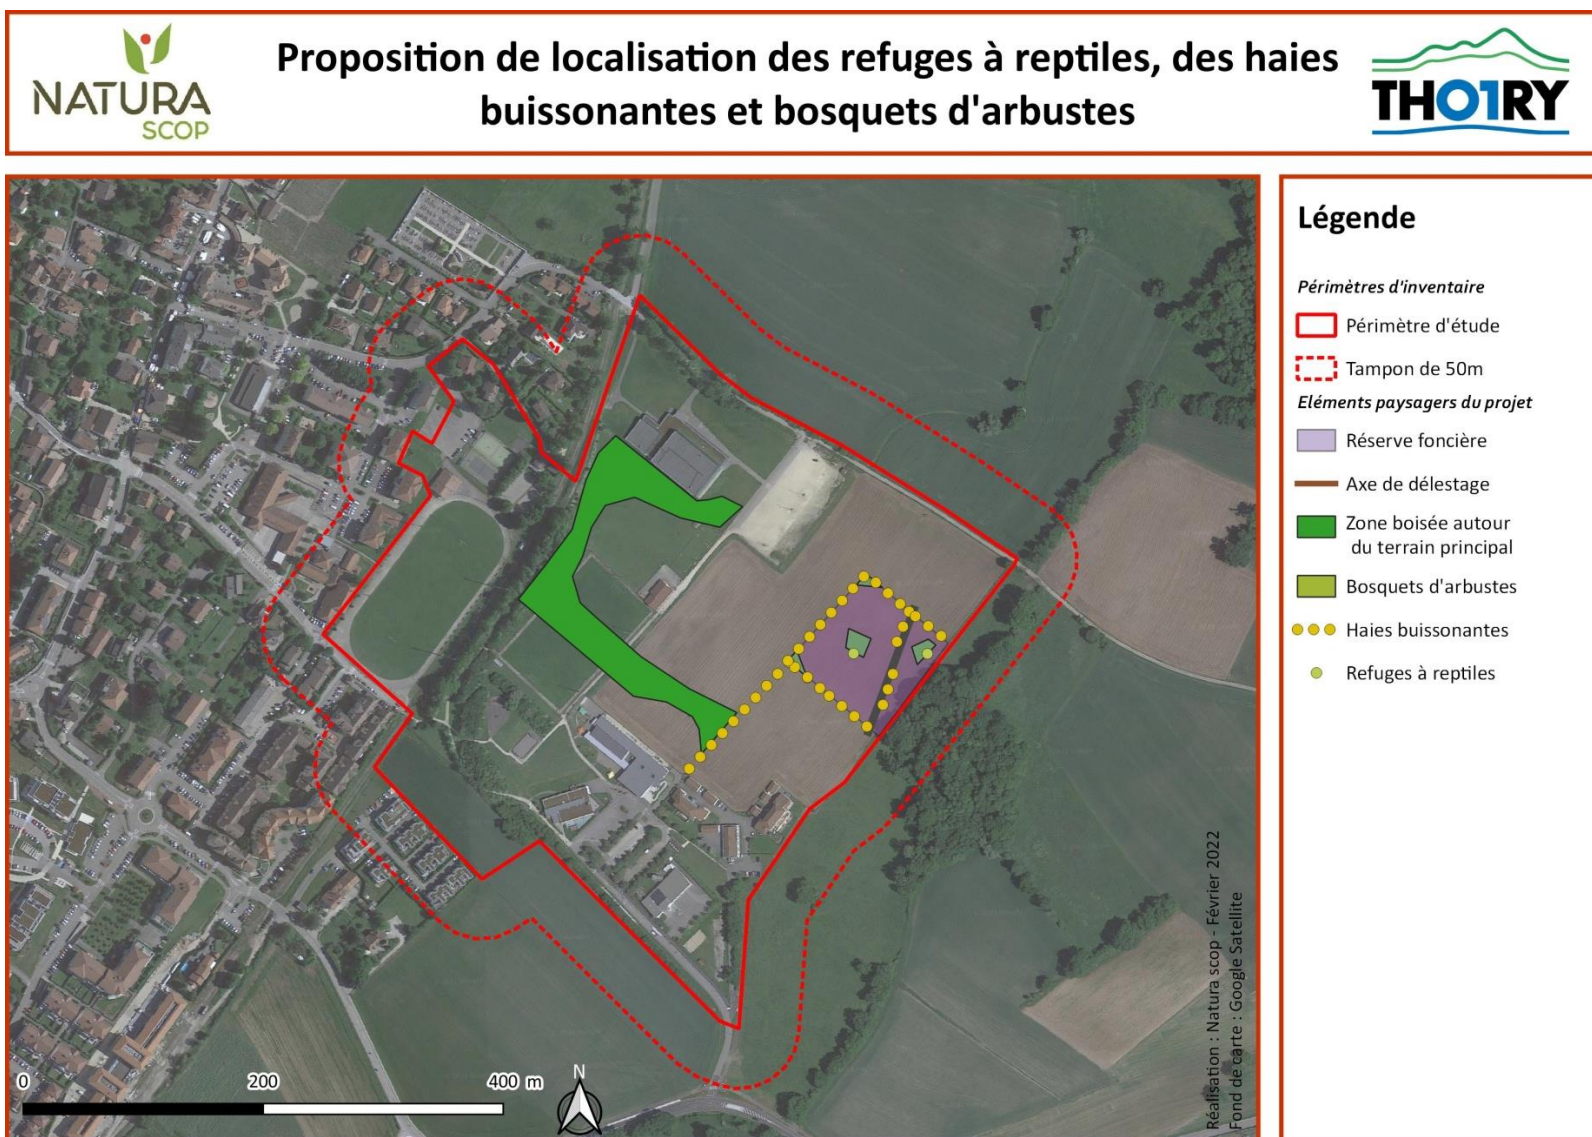 NATURA
SCOP
Proposition de localisation des refuges à reptiles, des haies
buissonantes et bosquets d'arbustes
THO1RY
Légende
Périmètres d'inventaire
Périmètre d'étude
Tampon de 50m
Eléments paysagers du projet
Réserve foncière
Axe de délestage
Zone boisée autour
du terrain principal
Bosquets d'arbustes
Haies buissonantes
Refuges à reptiles
0 200 400 m
N
Réalisation : Natura scop - Février 2022
Fond de carte : Google Satellite